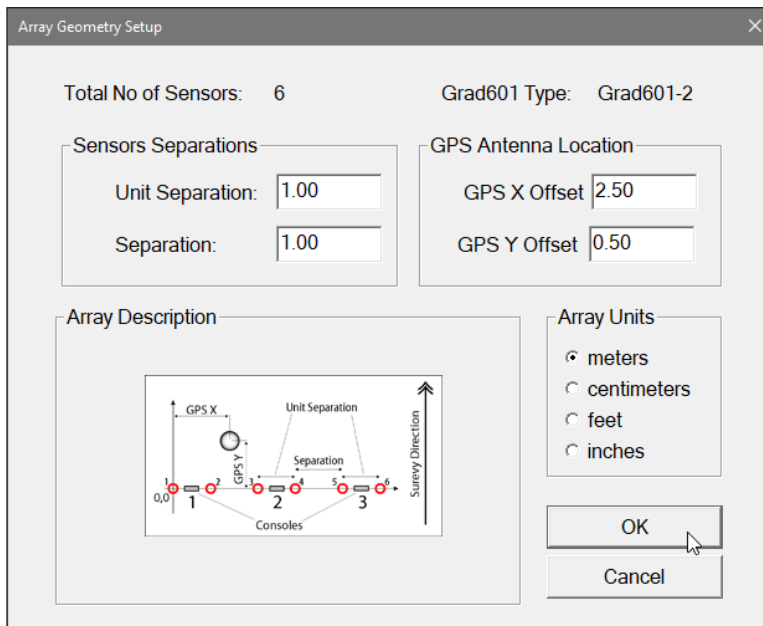 Array Geometry Setup
Total No of Sensors: 6
Grad601 Type: Grad601-2
Sensors Separations
Unit Separation: 1.00
Separation: 1.00
GPS Antenna Location
GPS X Offset 2.50
GPS Y Offset 0.50
Array Description
GPS X
Unit Separation
GPS Y
Separation
Surevy Direction
1 2 3 4 5 6
0,0
1 2 3
Consoles
Array Units
meters
centimeters
feet
inches
OK
Cancel